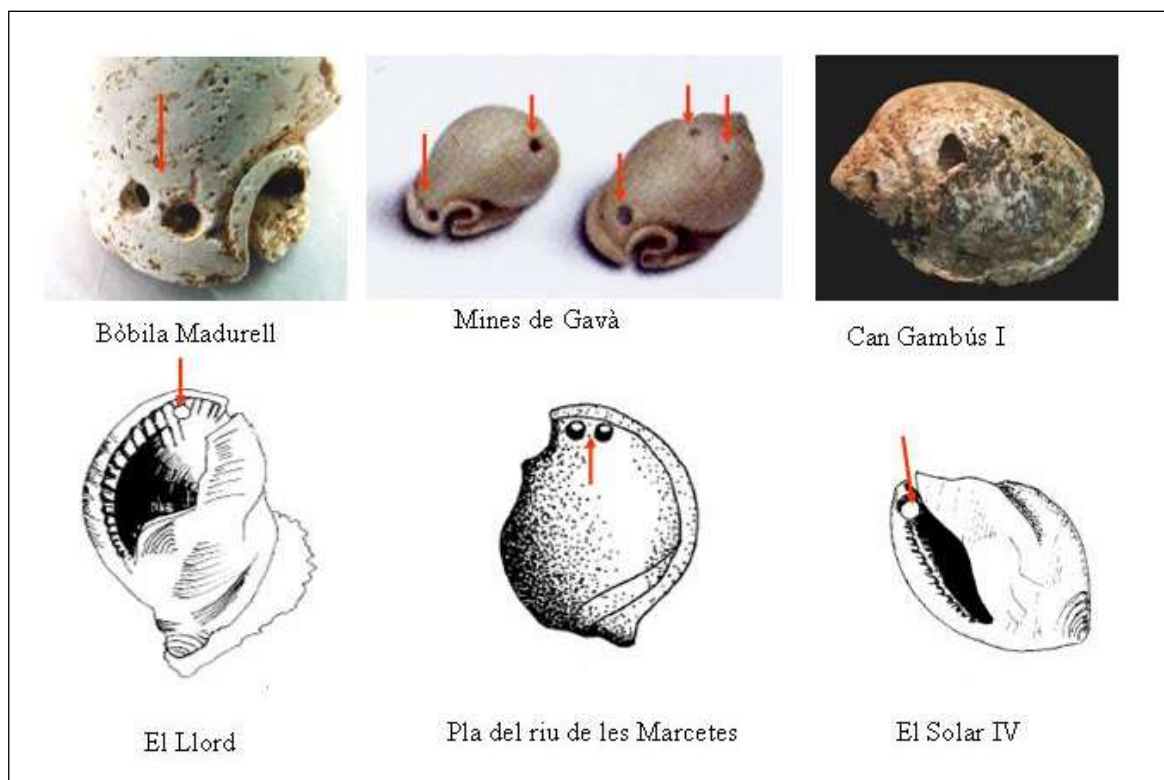 Bòbila Madurell
Mines de Gavà
Can Gambús I
El Llord
Pla del riu de les Marcetes
El Solar IV